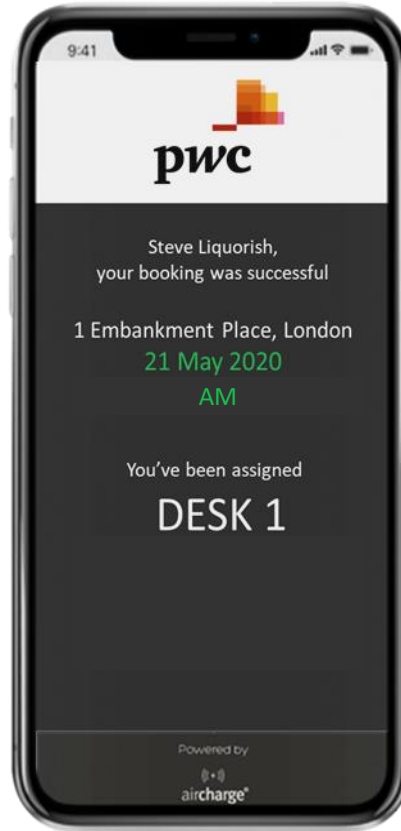 9:41
pwc
Steve Liquorish,
your booking was successful
1 Embankment Place, London
21 May 2020
AM
You've been assigned
DESK 1
Powered by
aircharge®